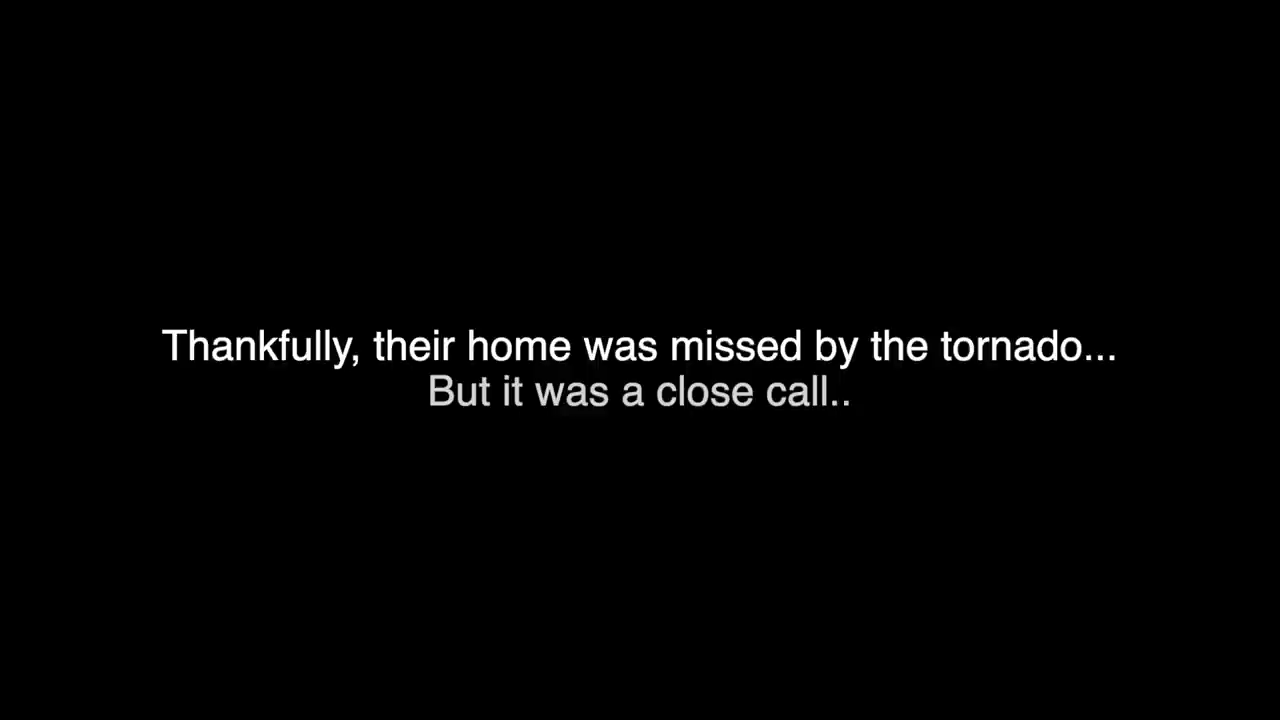 Thankfully, their home was missed by the tornado...
But it was a close call..